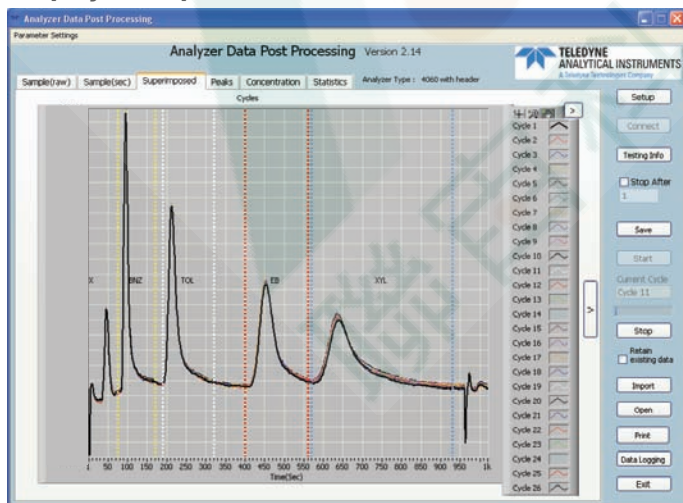 Analyzer Data Post Processing
Parameter Settings
Analyzer Data Post Processing Version 2.14
TELEDYNE
ANALYTICAL INSTRUMENTS
A Teledyne Technologies Company
Sample(raw) Sample(sec) Superimposed Peaks Concentration Statistics Analyzer Type : 4060 with header
Cycles
X BNZ TOL EB XYL
1 50 100 150 200 250 300 350 400 450 500 550 600 650 700 750 800 850 900 950 1k
Time(Sec)
>
Cycle 1
Cycle 2
Cycle 3
Cycle 4
Cycle 5
Cycle 6
Cycle 7
Cycle 8
Cycle 9
Cycle 10
Cycle 11
Cycle 12
Cycle 13
Cycle 14
Cycle 15
Cycle 16
Cycle 17
Cycle 18
Cycle 19
Cycle 20
Cycle 21
Cycle 22
Cycle 23
Cycle 24
Cycle 25
Cycle 26
>
Setup
Connect
Testing Info
Stop After
1
Save
Start
Current Cycle
Cycle 11
Stop
Retain
existing data
Import
Open
Print
Data Logging
Exit